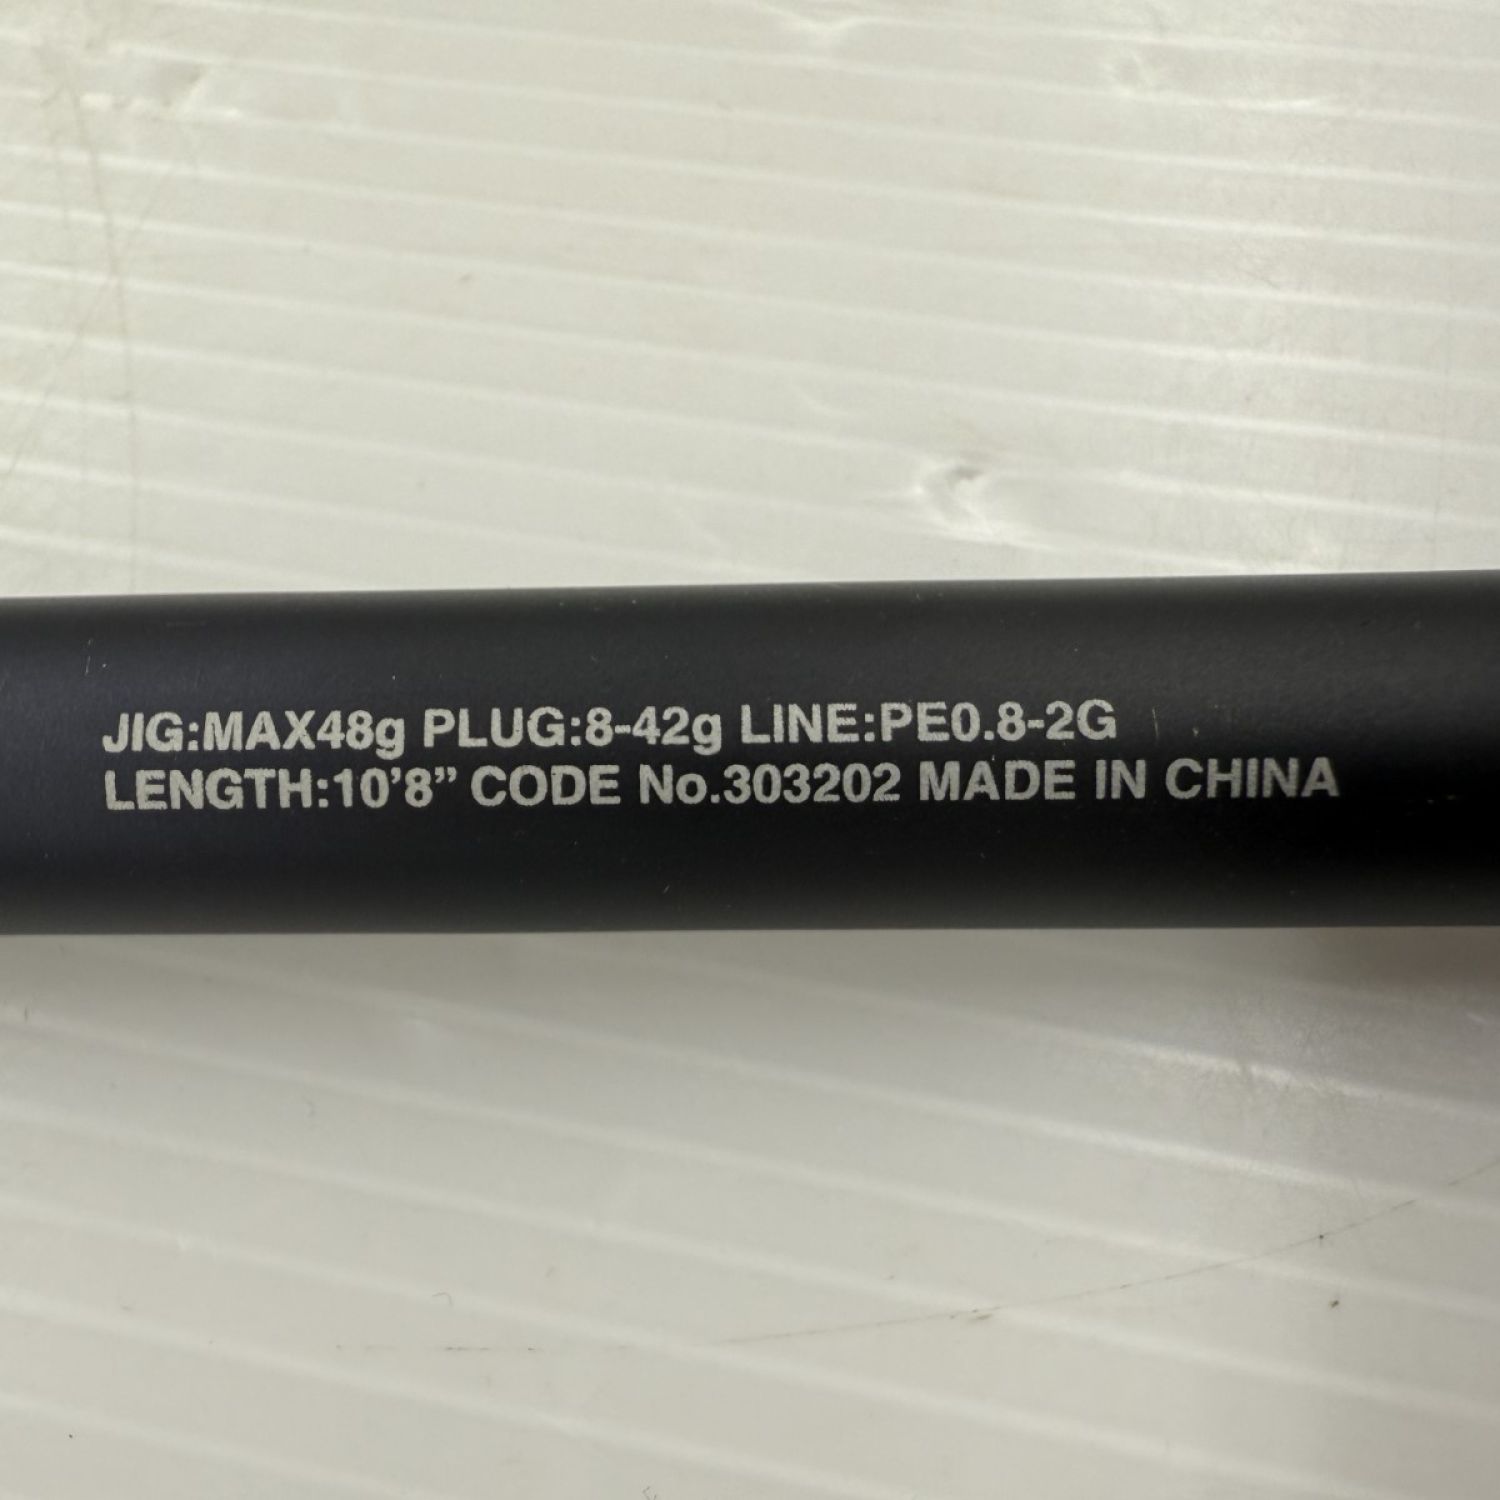 JIG:MAX48g PLUG:8-42g LINE:PE0.8-2G
LENGTH:10’8” CODE No.303202 MADE IN CHINA